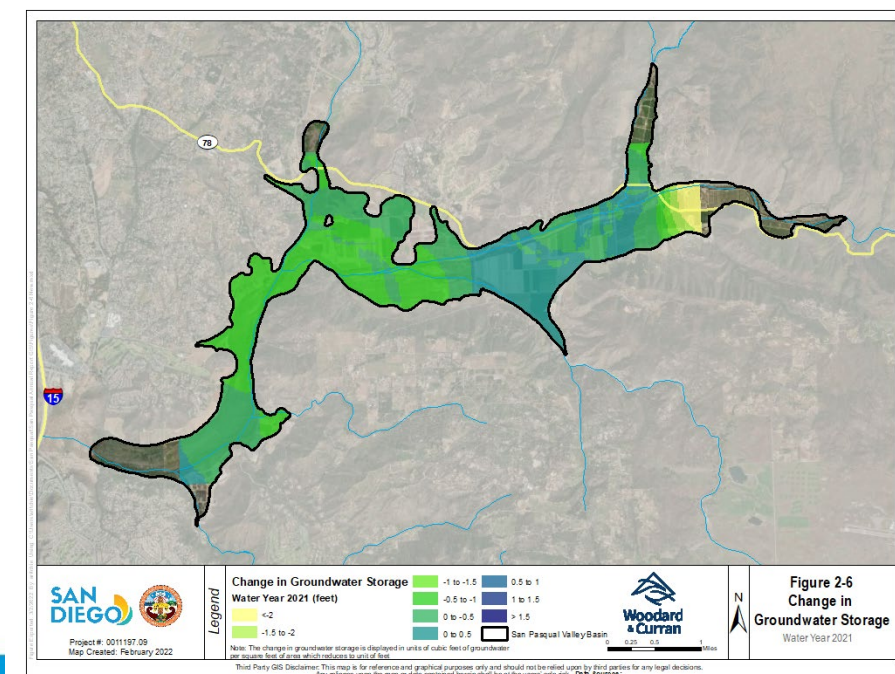 78
15
SAN
DIEGO
Project #: 0011197.09
Map Created: February 2022
Legend
Change in Groundwater Storage
Water Year 2021 (feet)
<-2
-1.5 to -2
-1 to -1.5
-0.5 to -1
0 to -0.5
0 to 0.5
0.5 to 1
1 to 1.5
> 1.5
San Pasqual Valley Basin
Note: The change in groundwater storage is displayed in units of cubic feet of groundwater
per square feet of area which reduces to unit of feet
Woodard
& Curran
0 0.25 0.5 1
Miles
N
Figure 2-6
Change in
Groundwater Storage
Water Year 2021
Third Party GIS Disclaimer: This map is for reference and graphical purposes only and should not be relied upon by third parties for any legal decisions.